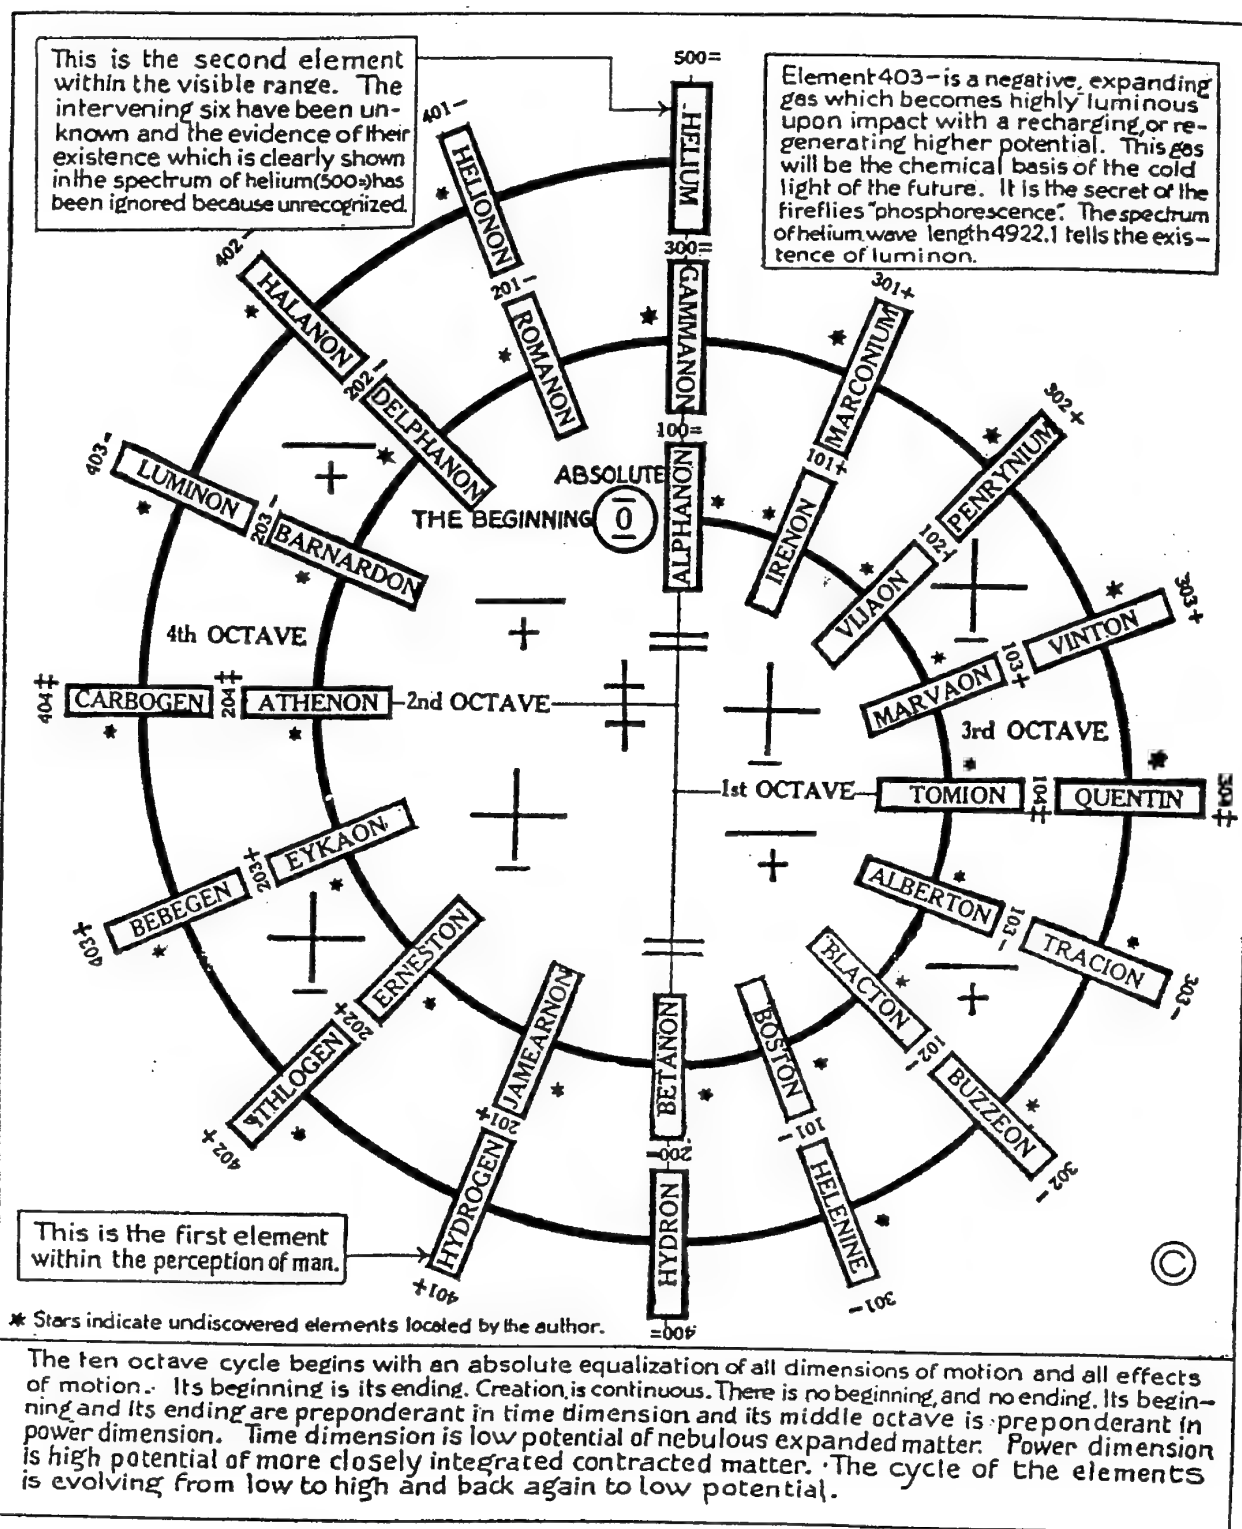 This is the second element
within the visible range. The
intervening six have been un-
known and the evidence of their
existence which is clearly shown
in the spectrum of helium(500=)has
been ignored because unrecognized.
Element403-is a negative, expanding
gas which becomes highly luminous
upon impact with a recharging, or re-
generating higher potential. This gas
will be the chemical basis of the cold
light of the future. It is the secret of the
fireflies "phosphorescence". The spectrum
of helium wave length 4922.1 tells the exis-
tence of luminon.
500=
HELIUM
300=
GAMMANON
100=
ALPHANON
ABSOLUTE
THE BEGINNING
0
301+
MARCONIUM
101+
IRENON
302+
PENRYNIUM
102+
VIJAON
303+
VINTON
103+
MARVAON
3rd OCTAVE
1st OCTAVE
TOMION
104‡
QUENTIN
304‡
ALBERTON
103-
TRACION
303-
BLACTON
102-
BUZZEON
302-
BOSTON
101-
HELENINE
301-
BETANON
200=
HYDRON
400=
JAMEARNON
201+
HYDROGEN
401+
ERNESTON
202+
ATHLOGEN
402+
EYKAON
203+
BEBEGEN
403+
2nd OCTAVE
ATHENON
204‡
CARBOGEN
404‡
4th OCTAVE
BARNARDON
203-
LUMINON
403-
DELPHANON
202-
HALANON
402-
ROMANON
201-
HELIONON
401-
This is the first element
within the perception of man.
©
* Stars indicate undiscovered elements located by the author.
The ten octave cycle begins with an absolute equalization of all dimensions of motion and all effects
of motion. Its beginning is its ending. Creation is continuous. There is no beginning, and no ending. Its begin-
ning and its ending are preponderant in time dimension and its middle octave is preponderant in
power dimension. Time dimension is low potential of nebulous expanded matter. Power dimension
is high potential of more closely integrated contracted matter. The cycle of the elements
is evolving from low to high and back again to low potential.